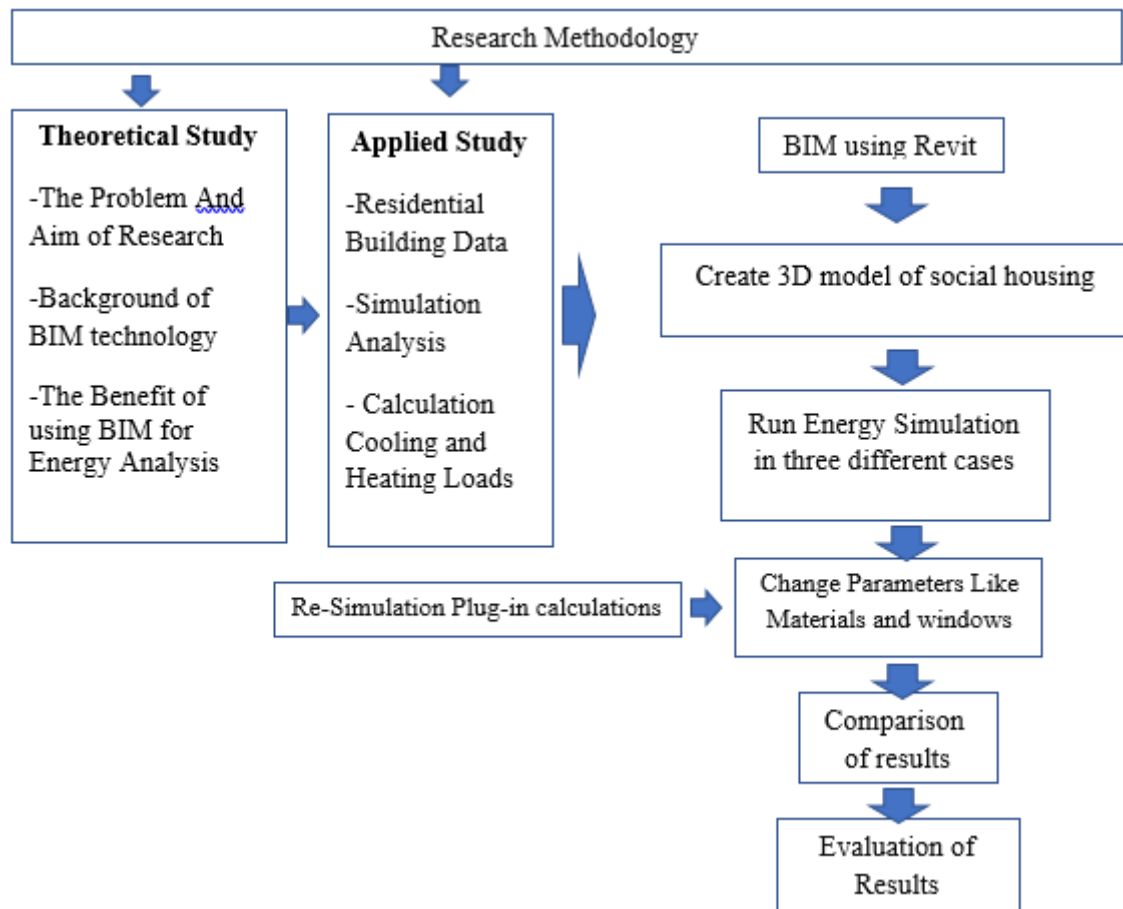 Research Methodology
Theoretical Study
-The Problem And
Aim of Research
-Background of
BIM technology
-The Benefit of
using BIM for
Energy Analysis
Applied Study
-Residential
Building Data
-Simulation
Analysis
- Calculation
Cooling and
Heating Loads
BIM using Revit
Create 3D model of social housing
Run Energy Simulation
in three different cases
Re-Simulation Plug-in calculations
Change Parameters Like
Materials and windows
Comparison
of results
Evaluation of
Results